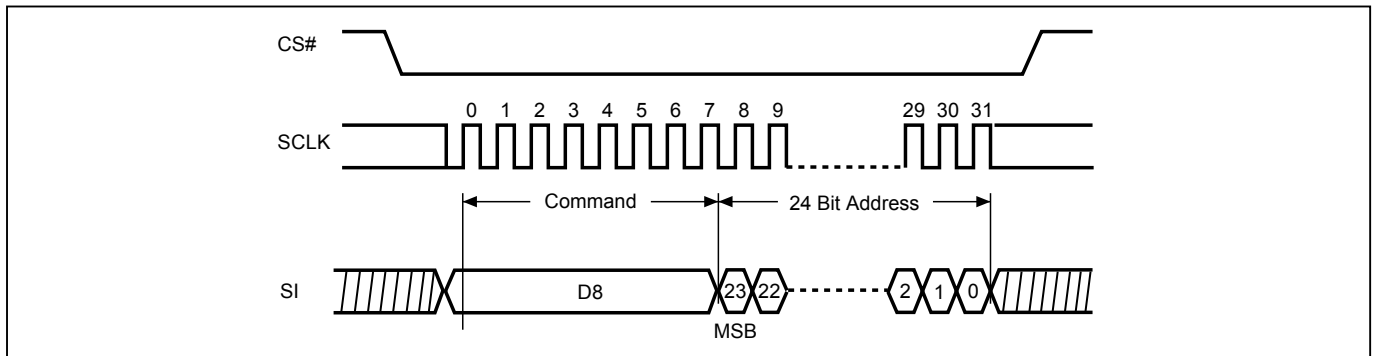 CS#
0 1 2 3 4 5 6 7 8 9 29 30 31
SCLK
Command 24 Bit Address
SI D8 23 22 2 1 0
MSB